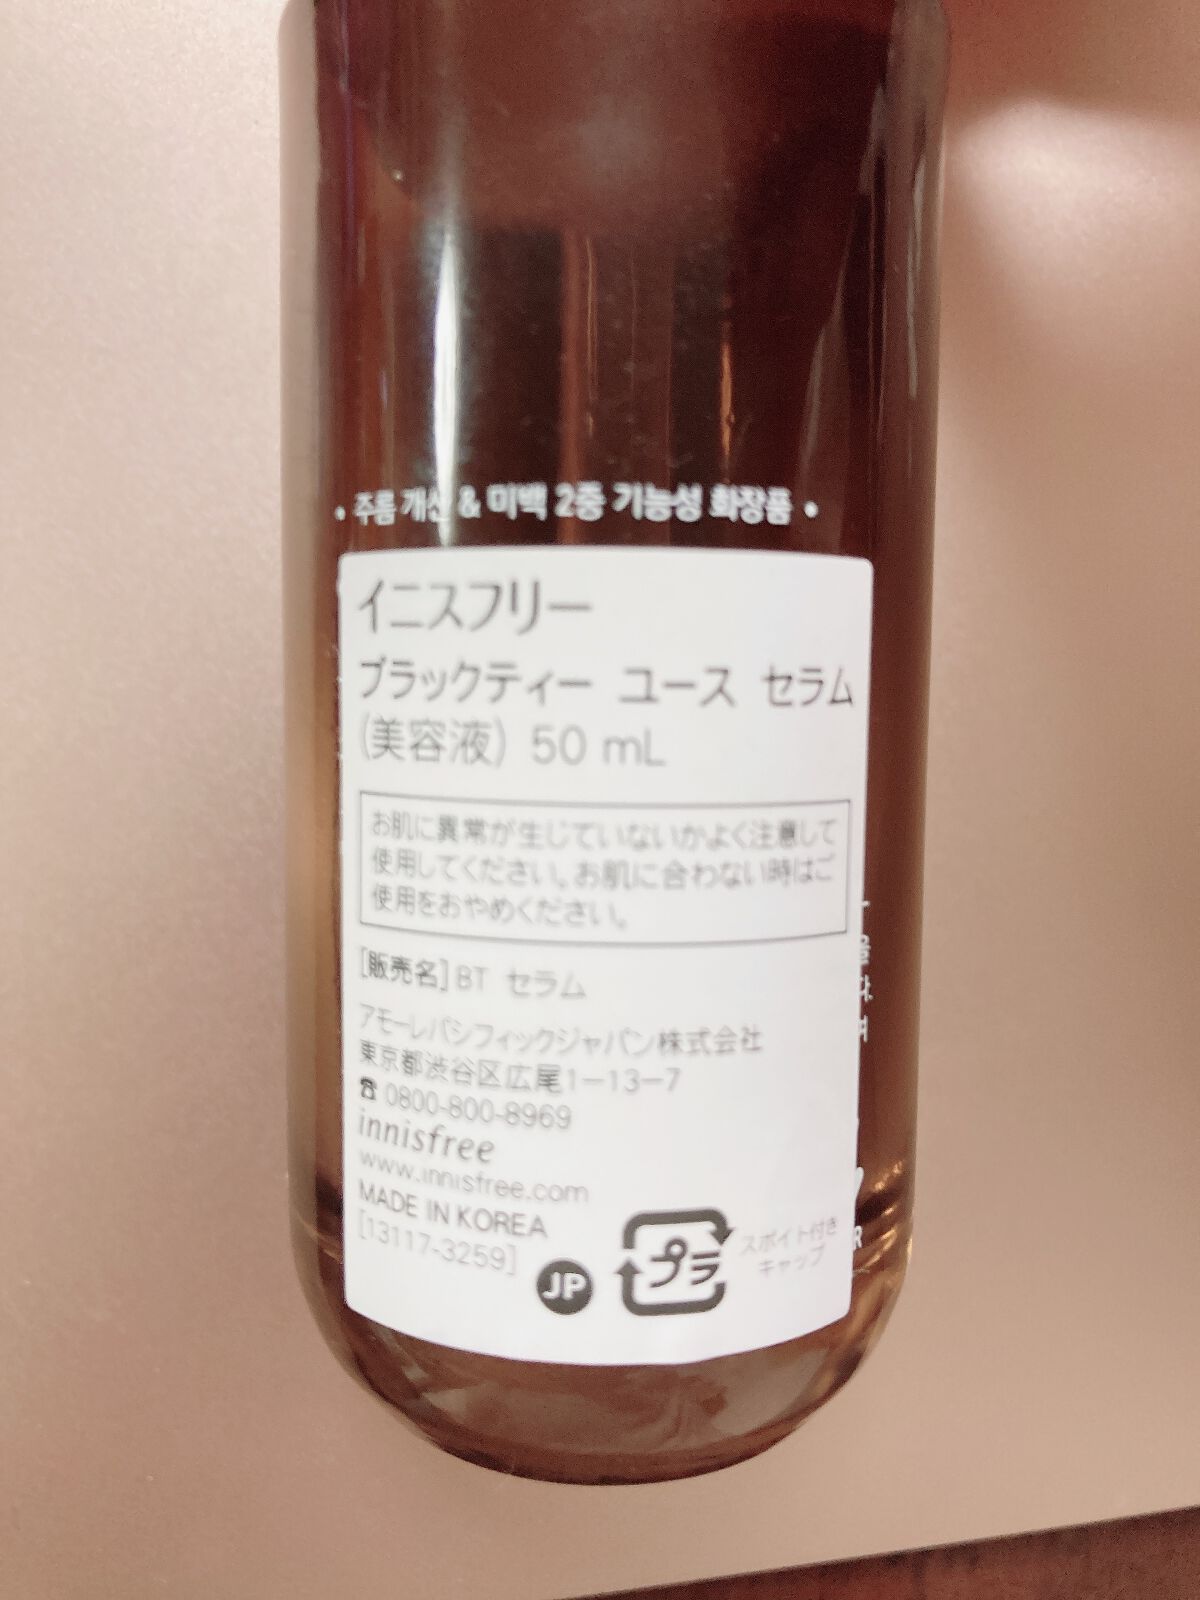 • 주름 개선 & 미백 2중 기능성 화장품 •
イニスフリー
ブラックティー ユース セラム
(美容液) 50 mL
お肌に異常が生じていないかよく注意して
使用してください。お肌に合わない時はご
使用をおやめください。
[販売名] BT セラム
アモーレパシフィックジャパン株式会社
東京都渋谷区広尾1-13-7
☎ 0800-800-8969
innisfree
www.innisfree.com
MADE IN KOREA
[13117-3259]
JP
プラ
スポイト付き
キャップ
을
여
R